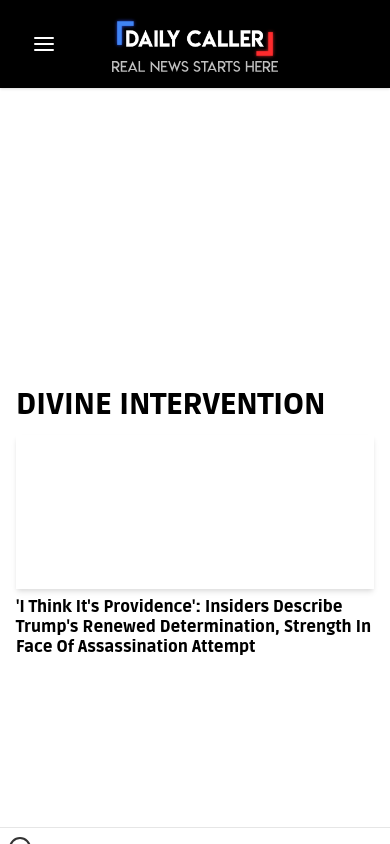 DAILY CALLER
REAL NEWS STARTS HERE
DIVINE INTERVENTION
'I Think It's Providence': Insiders Describe
Trump's Renewed Determination, Strength In
Face Of Assassination Attempt